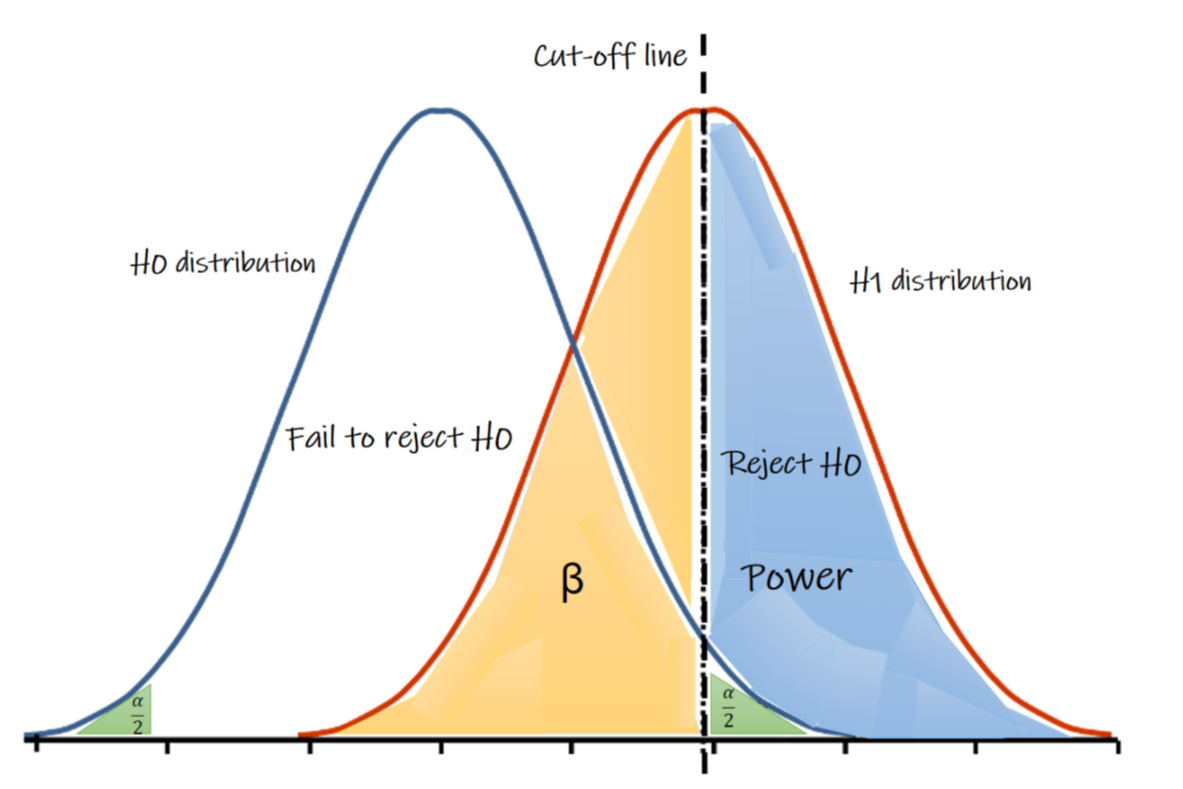 Cut-off line
H0 distribution
H1 distribution
Fail to reject H0
Reject H0
β
Power
α
2
α
2